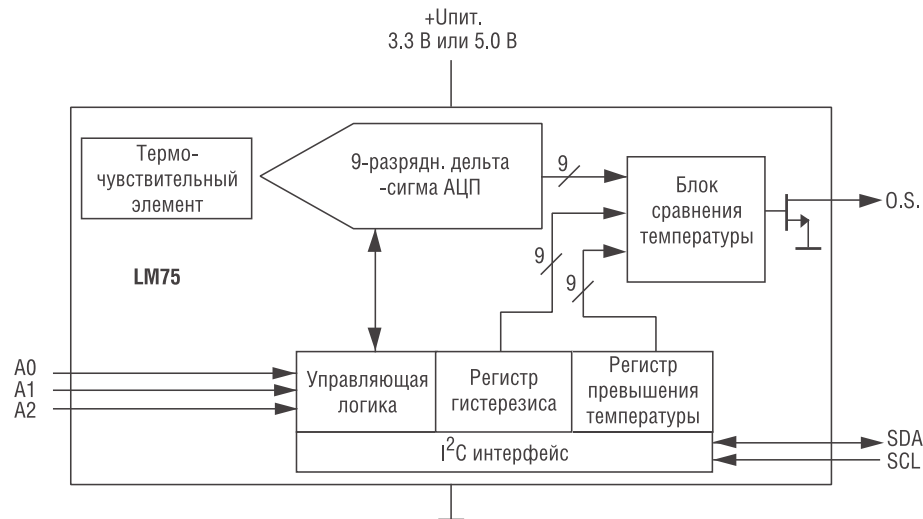 +Uпит.
3.3 В или 5.0 В
Термо-
чувствительный
элемент
9-разрядн. дельта
-сигма АЦП
9
Блок
сравнения
температуры
O.S.
LM75
9
9
A0
A1
A2
Управляющая
логика
Регистр
гистерезиса
Регистр
превышения
температуры
I²C интерфейс
SDA
SCL